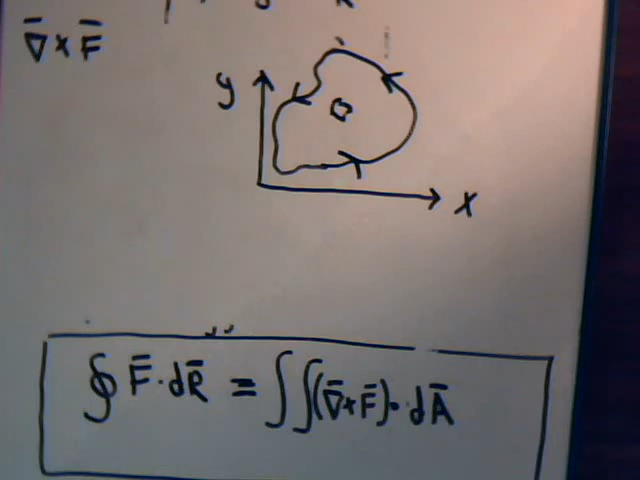 ∇̅ × F̅
y
x
∮ F̅ · dR̅ = ∫∫(∇̅×F̅) · dA̅